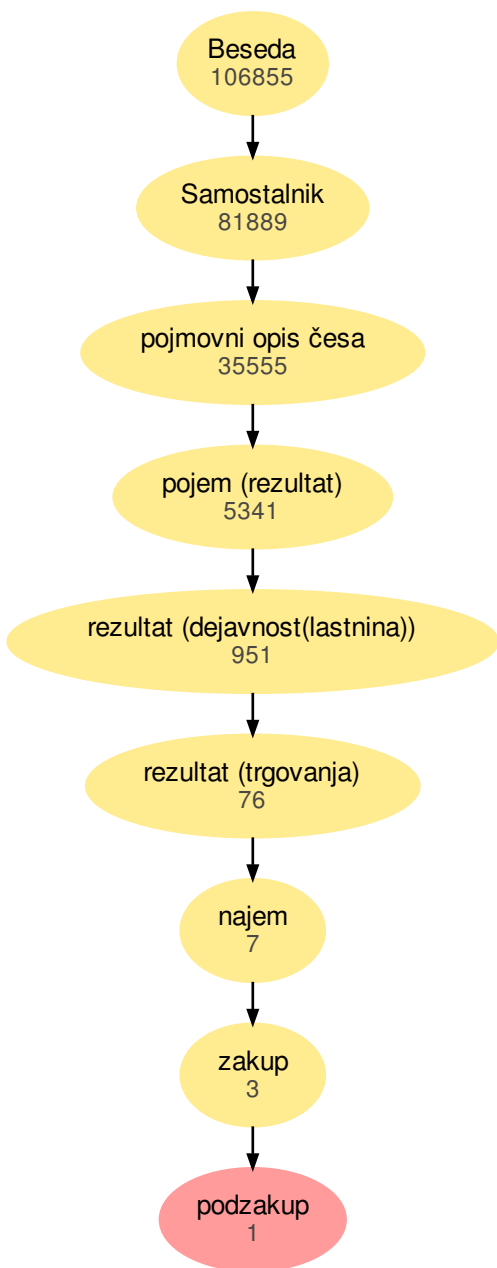 Beseda
106855
Samostalnik
81889
pojmovni opis česa
35555
pojem (rezultat)
5341
rezultat (dejavnost(lastnina))
951
rezultat (trgovanja)
76
najem
7
zakup
3
podzakup
1